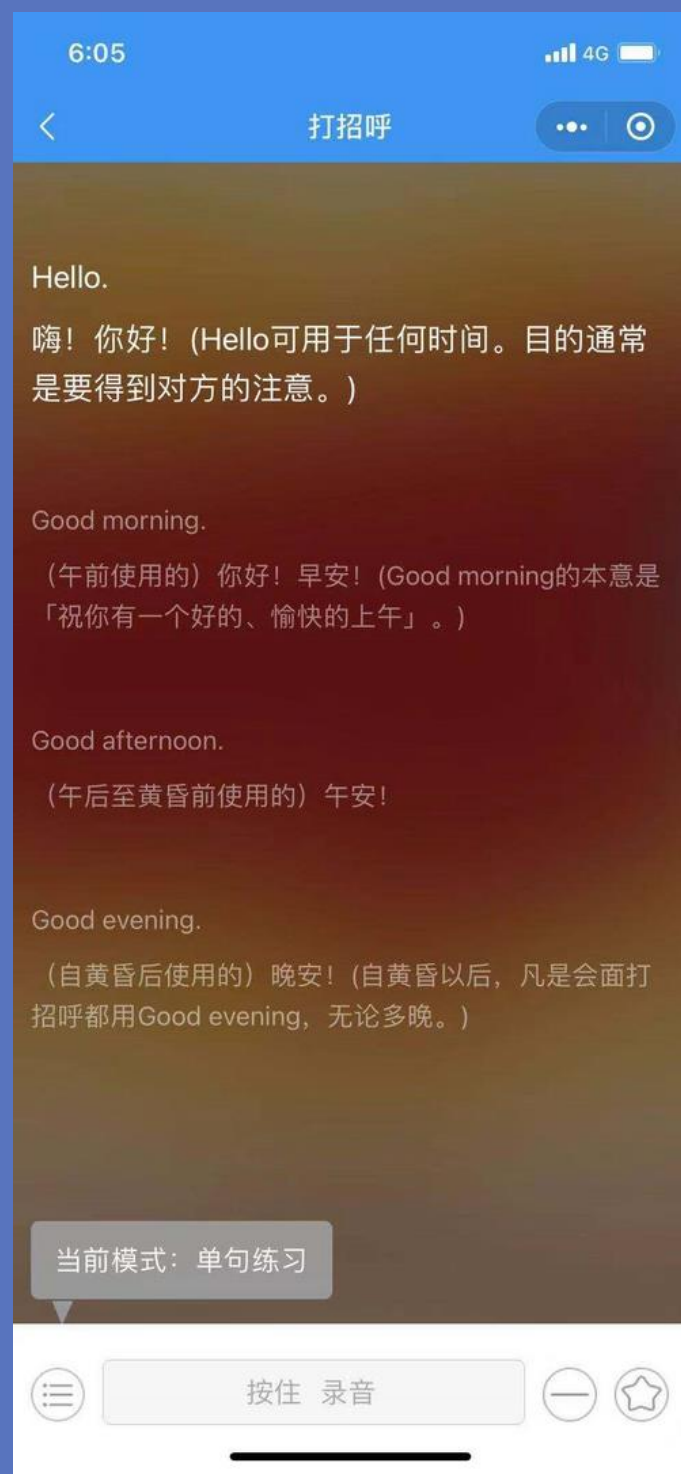 6:05
4G
打招呼
Hello.
嗨！你好！(Hello可用于任何时间。目的通常
是要得到对方的注意。)
Good morning.
（午前使用的）你好！早安！(Good morning的本意是
「祝你有一个好的、愉快的上午」。)
Good afternoon.
（午后至黄昏前使用的）午安！
Good evening.
（自黄昏后使用的）晚安！(自黄昏以后，凡是会面打
招呼都用Good evening，无论多晚。)
当前模式：单句练习
按住 录音